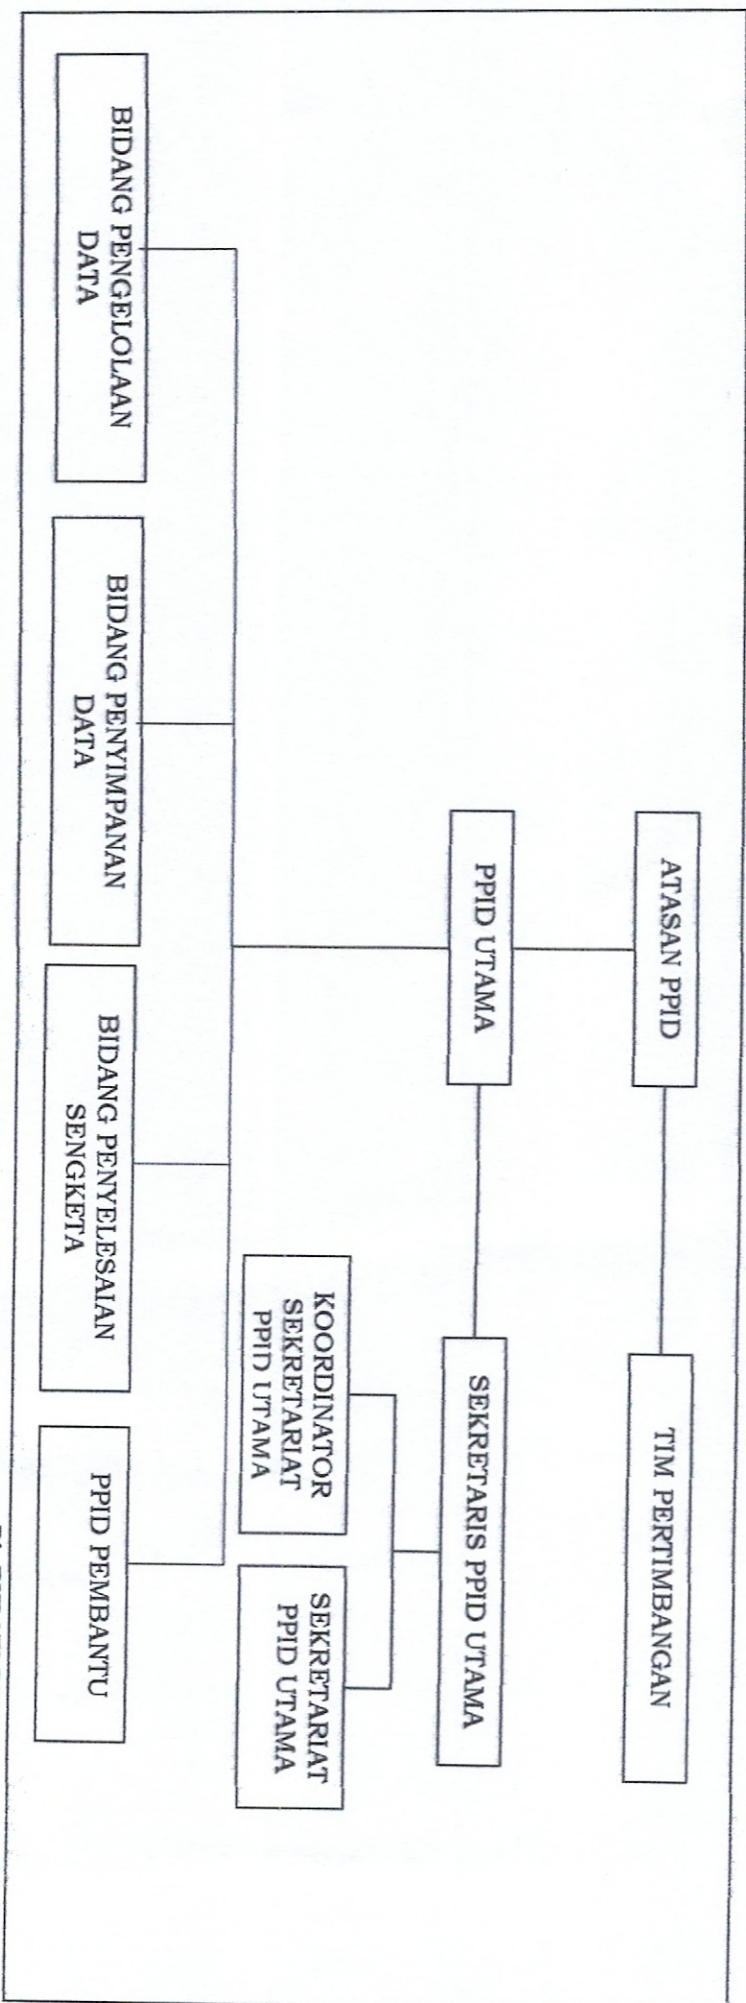 ATASAN PPID
TIM PERTIMBANGAN
PPID UTAMA
SEKRETARIS PPID UTAMA
KOORDINATOR
SEKRETARIAT
PPID UTAMA
SEKRETARIAT
PPID UTAMA
BIDANG PENGELOLAAN
DATA
BIDANG PENYIMPANAN
DATA
BIDANG PENYELESAIAN
SENGKETA
PPID PEMBANTU